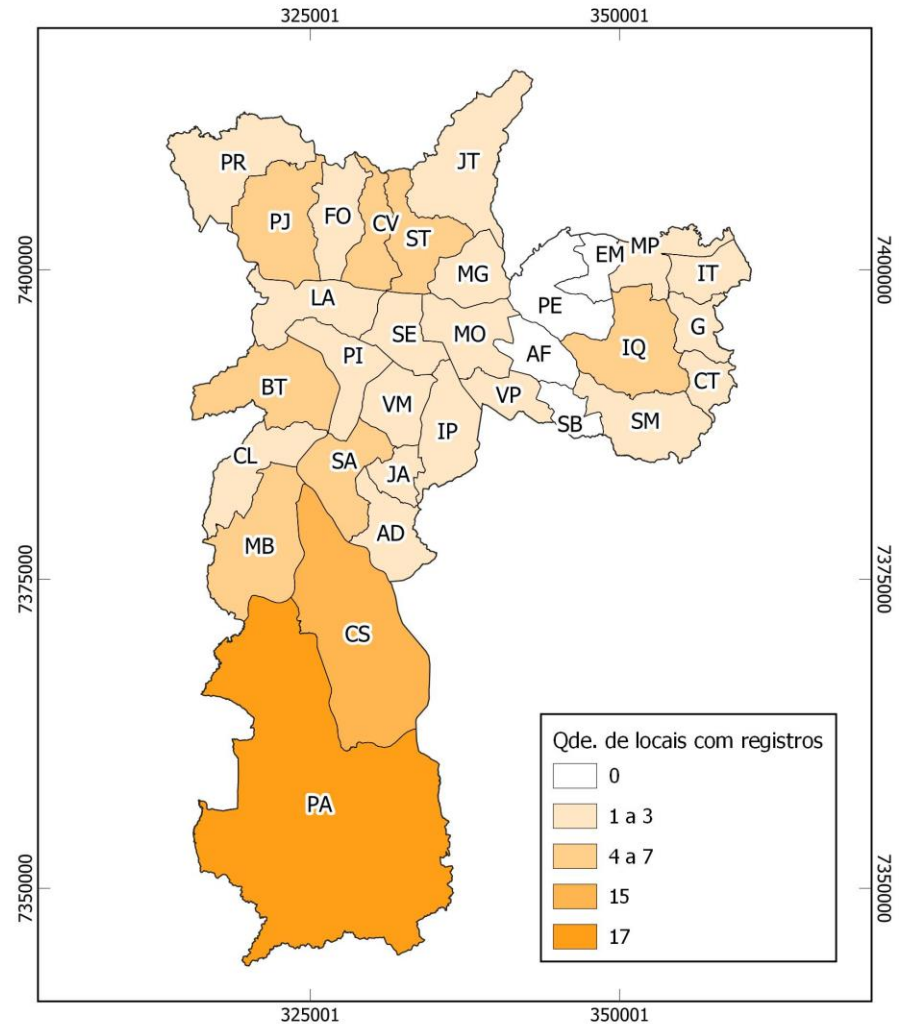 325001 350001
PR
JT
PJ
FO
CV
ST
MG
EM
MP
IT
7400000
7400000
LA
PE
SE
MO
AF
IQ
G
PI
BT
VM
VP
CT
IP
SB
SM
CL
SA
JA
AD
MB
7375000
7375000
CS
Qde. de locais com registros
0
1 a 3
4 a 7
15
17
PA
7350000
7350000
325001 350001